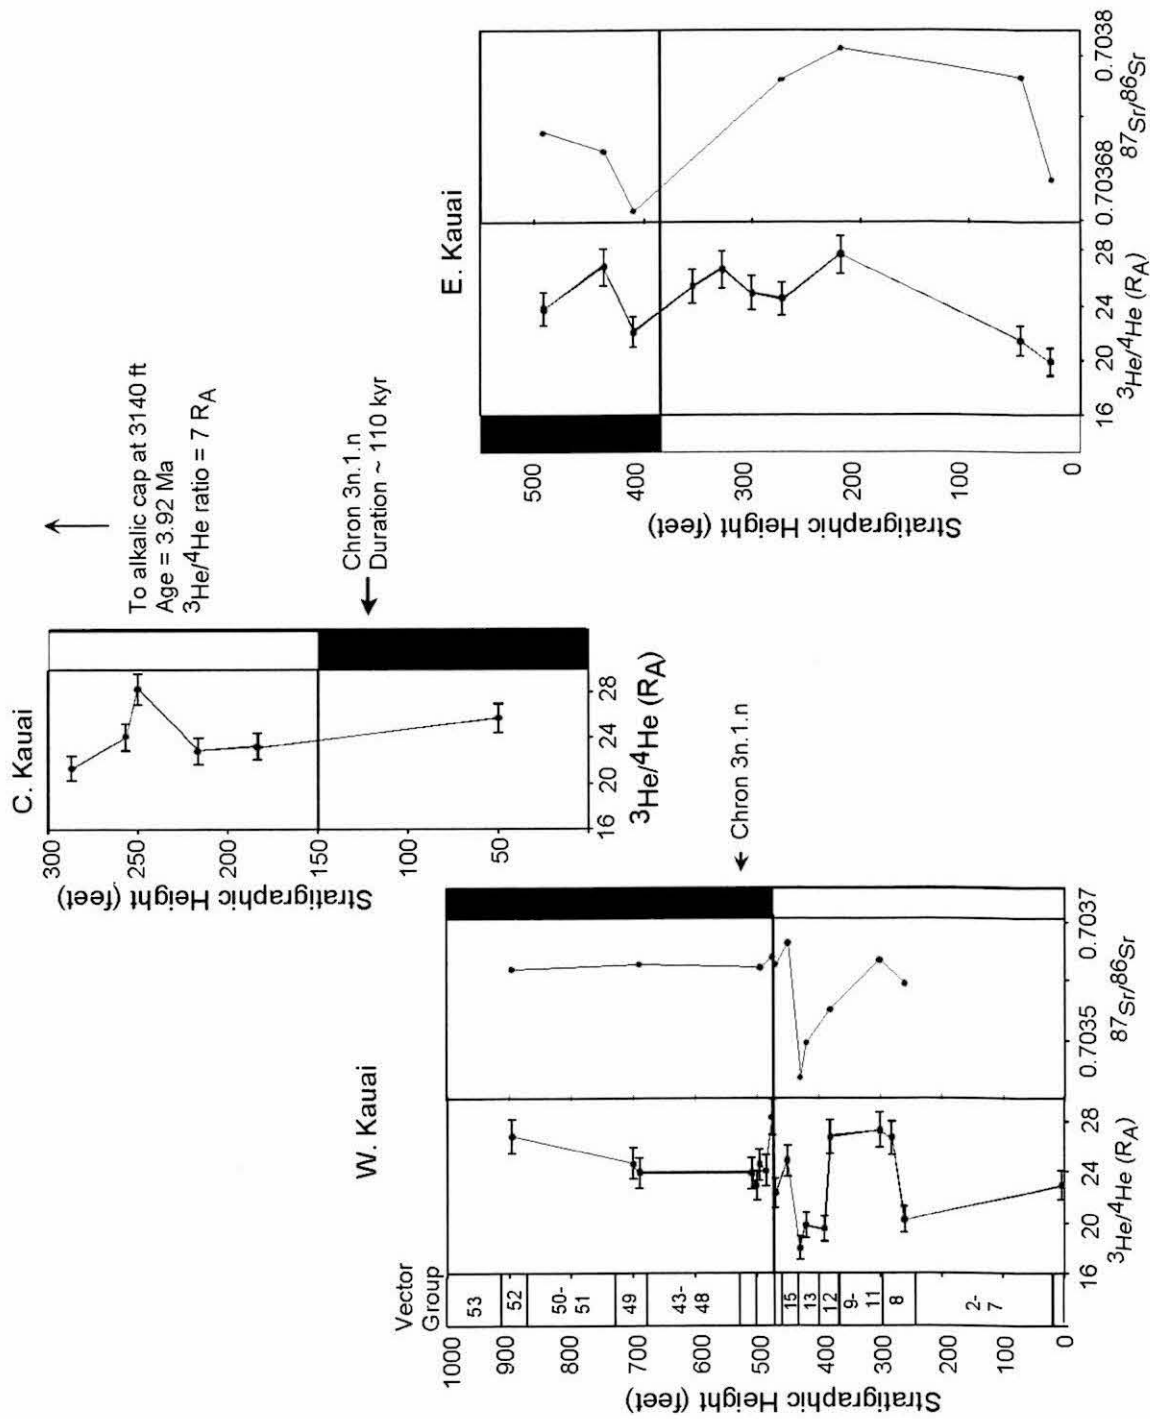 C. Kauai
Stratigraphic Height (feet)
300
250
200
150
100
50
16
20
24
28
3He/4He (RA)
To alkalic cap at 3140 ft
Age = 3.92 Ma
3He/4He ratio = 7 RA
Chron 3n.1.n
Duration ~ 110 kyr
W. Kauai
Vector
Group
53
52
50-
51
49
43-
48
15
13
12
9-
11
8
2-
7
Stratigraphic Height (feet)
1000
900
800
700
600
500
400
300
200
100
0
16
20
24
28
3He/4He (RA)
0.7035
0.7037
87Sr/86Sr
Chron 3n.1.n
E. Kauai
Stratigraphic Height (feet)
500
400
300
200
100
0
16
20
24
28
3He/4He (RA)
0.70368
0.7038
87Sr/86Sr